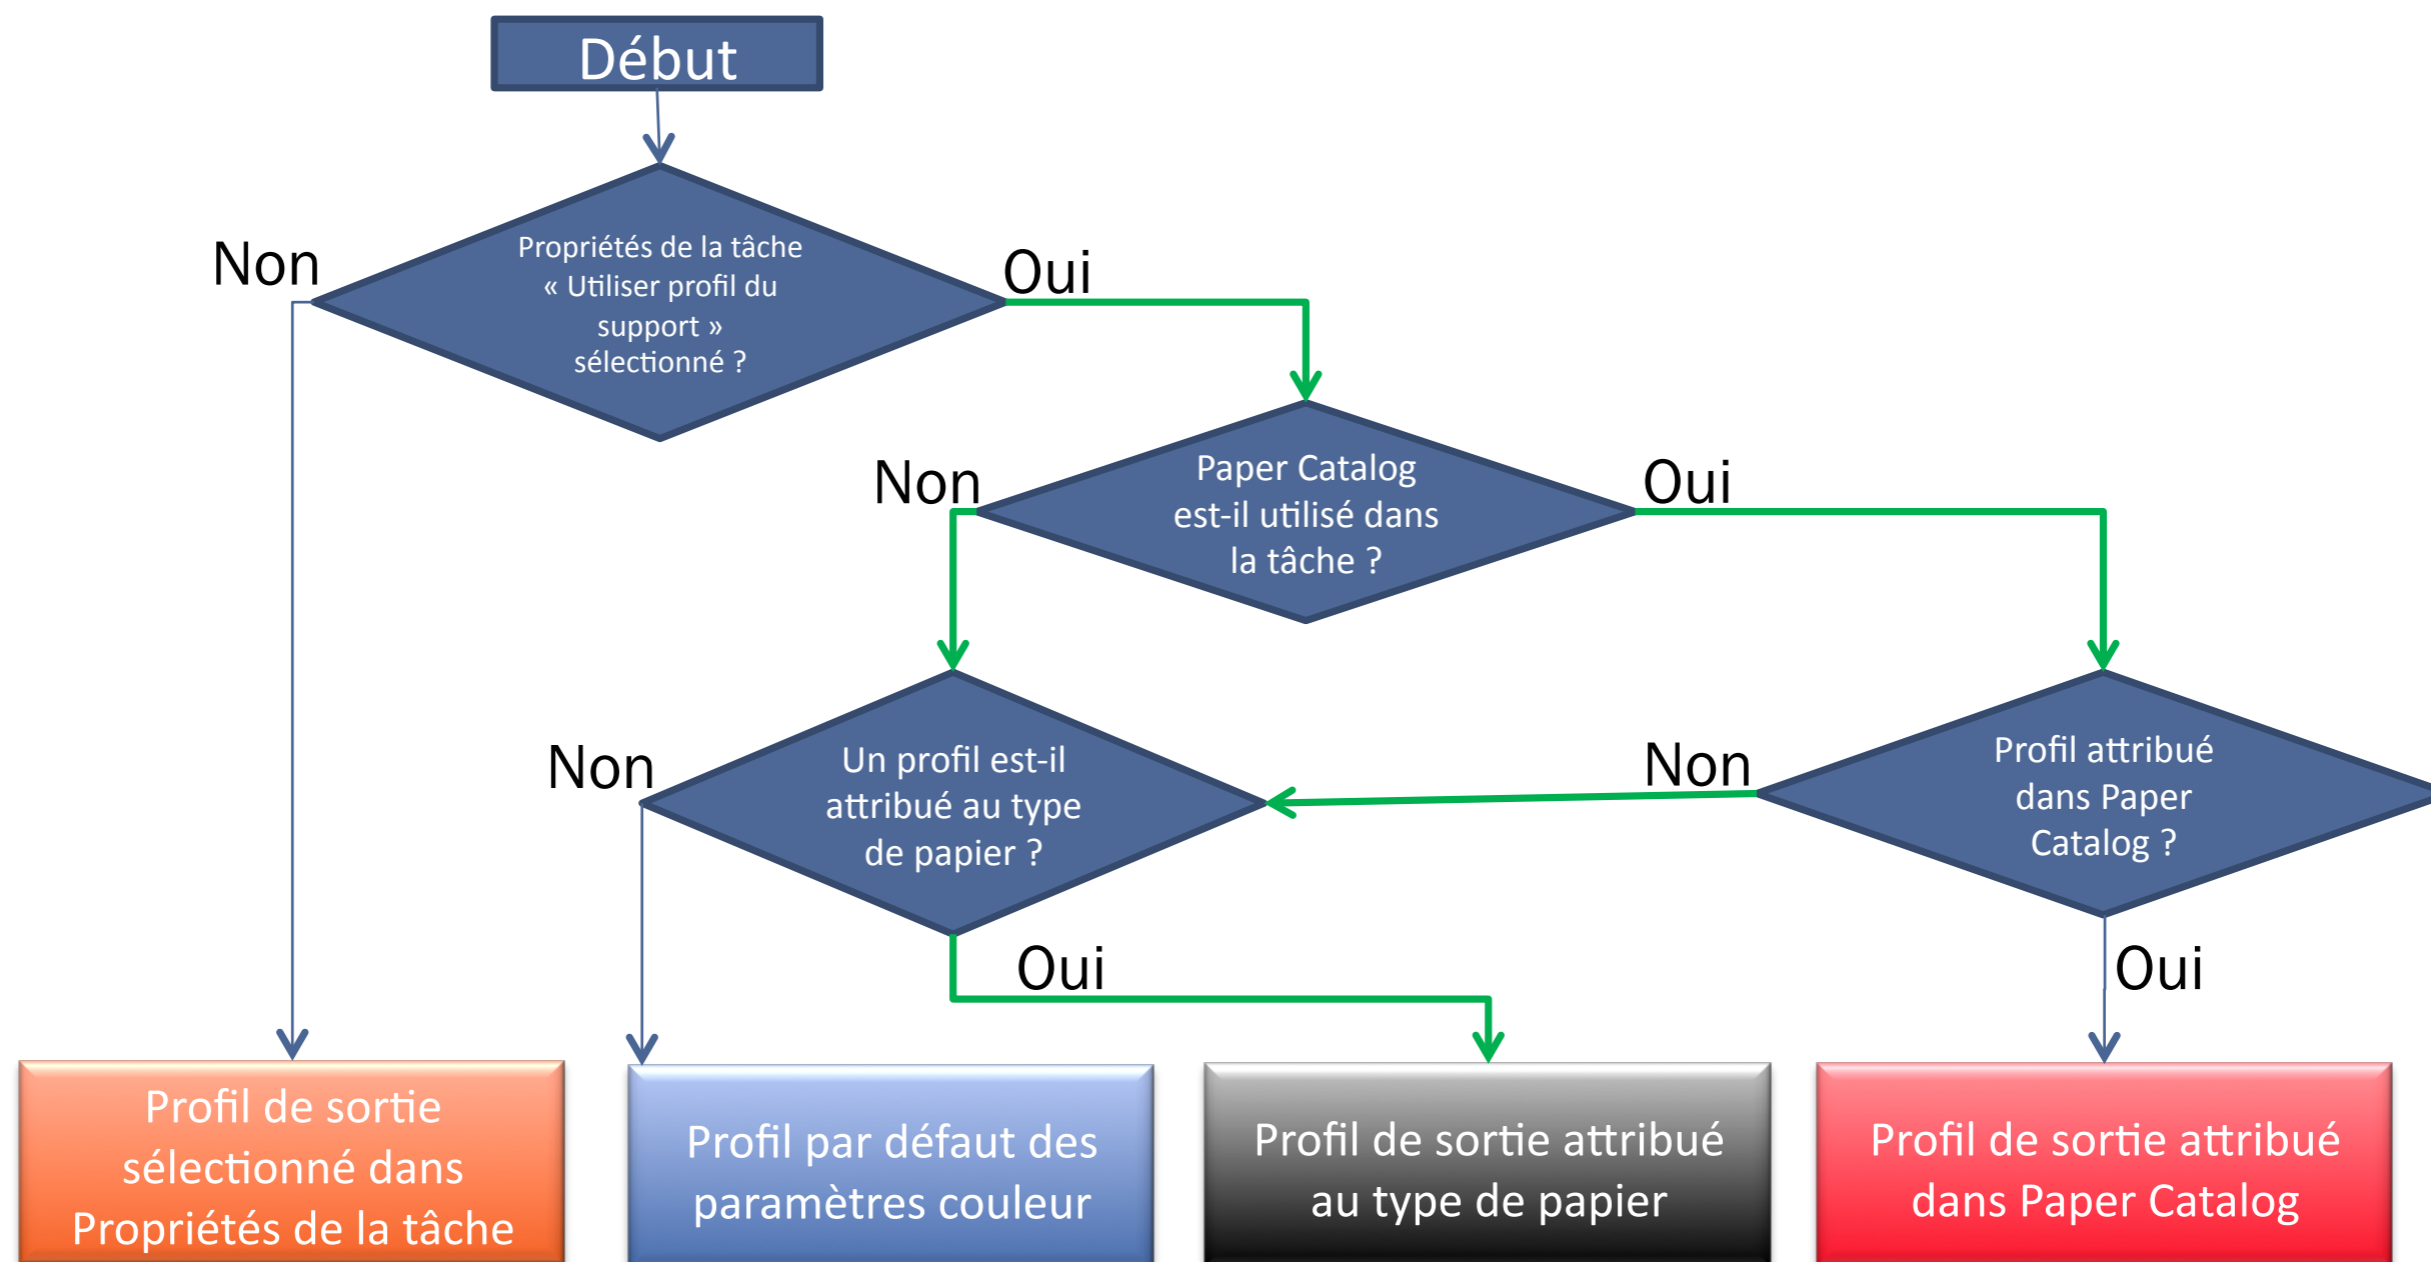 Début
Non
Propriétés de la tâche
« Utiliser profil du
support »
sélectionné ?
Oui
Non
Paper Catalog
est-il utilisé dans
la tâche ?
Oui
Non
Un profil est-il
attribué au type
de papier ?
Non
Profil attribué
dans Paper
Catalog ?
Oui
Oui
Profil de sortie
sélectionné dans
Propriétés de la tâche
Profil par défaut des
paramètres couleur
Profil de sortie attribué
au type de papier
Profil de sortie attribué
dans Paper Catalog